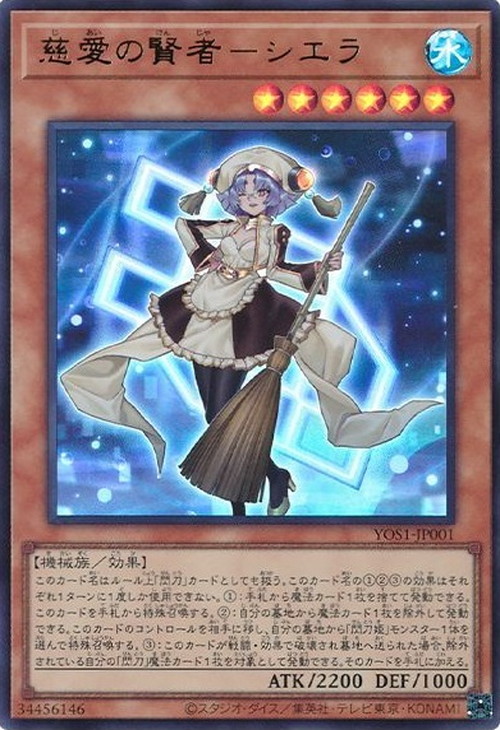 慈愛の賢者－シエラ
水
YOS1-JP001
【機械族／効果】
このカード名はルール上「閃刀」カードとしても扱う。このカード名の①②③の効果はそれ
ぞれ1ターンに1度しか使用できない。①：手札から魔法カード1枚を捨てて発動できる。
このカードを手札から特殊召喚する。②：自分の墓地から魔法カード1枚を除外して発動
できる。このカードのコントロールを相手に移し、自分の墓地から「閃刀姫」モンスター1体を
選んで特殊召喚する。③：このカードが戦闘・効果で破壊され墓地へ送られた場合、除外
されている自分の「閃刀」魔法カード1枚を対象として発動できる。そのカードを手札に加える。
ATK/2200 DEF/1000
34456146
©スタジオ・ダイス／集英社・テレビ東京・KONAMI